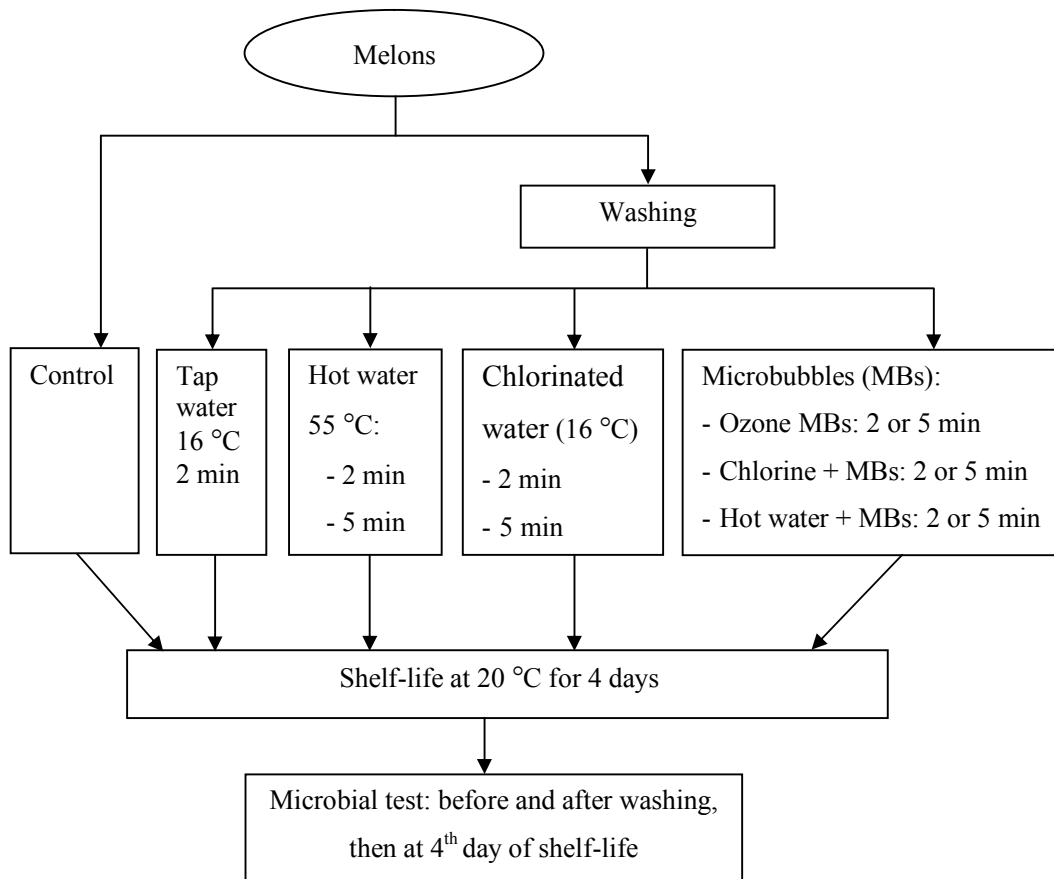 Melons
Washing
Control
Tap
water
16 °C
2 min
Hot water
55 °C:
- 2 min
- 5 min
Chlorinated
water (16 °C)
- 2 min
- 5 min
Microbubbles (MBs):
- Ozone MBs: 2 or 5 min
- Chlorine + MBs: 2 or 5 min
- Hot water + MBs: 2 or 5 min
Shelf-life at 20 °C for 4 days
Microbial test: before and after washing,
then at 4th day of shelf-life